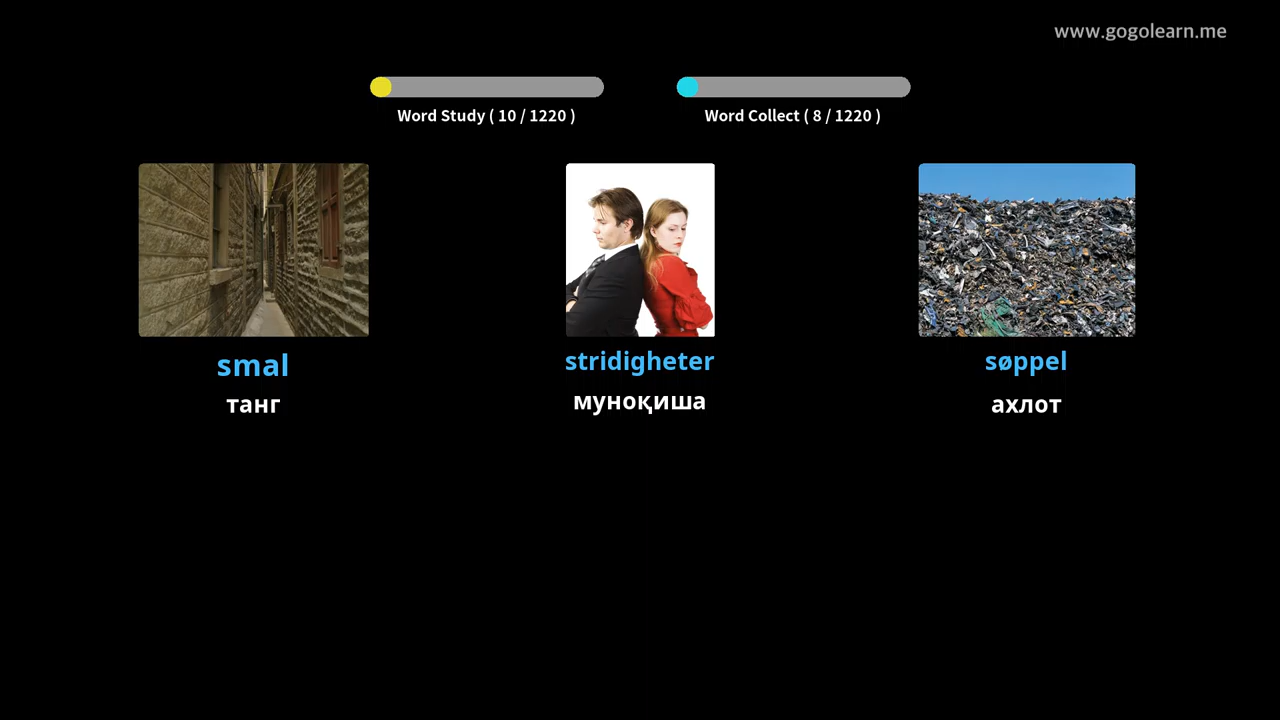 www.gogolearn.me
Word Study ( 10 / 1220 )
Word Collect ( 8 / 1220 )
smal
stridigheter
søppel
танг
муноқиша
ахлот